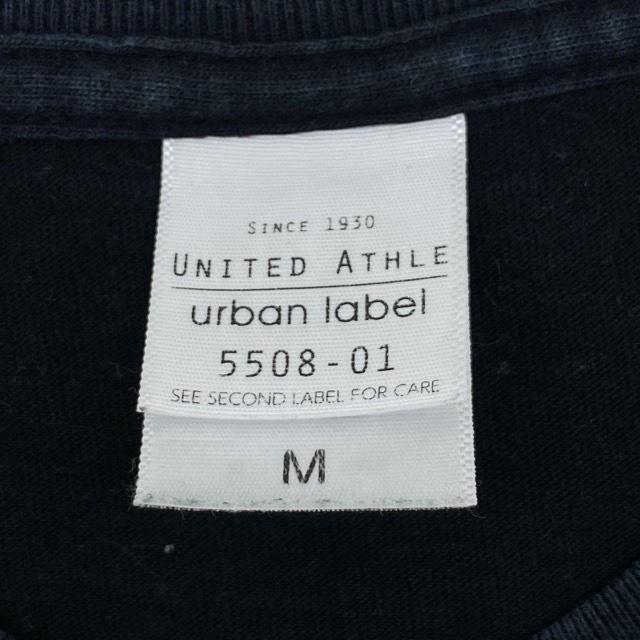 SINCE 1930
UNITED ATHLE
urban label
5508-01
SEE SECOND LABEL FOR CARE
M